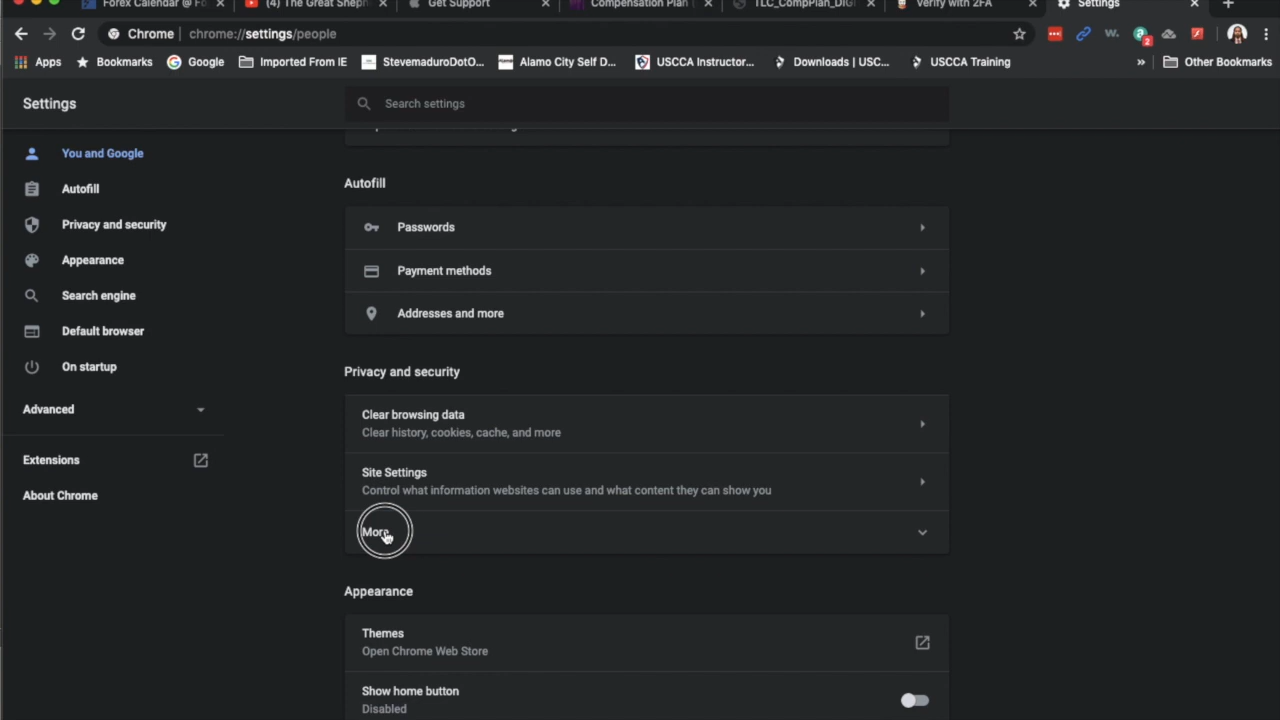 Forex Calendar @ Fo
(4) The Great Sheph
Get Support
Compensation Plan (
TLC_CompPlan_DIG
Verify with 2FA
Settings
Chrome
chrome://settings/people
w.
2
Apps
Bookmarks
Google
Imported From IE
StevemaduroDotO...
Alamo City Self D...
USCCA Instructor...
Downloads | USC...
USCCA Training
»
Other Bookmarks
Settings
Search settings
You and Google
Autofill
Privacy and security
Appearance
Search engine
Default browser
On startup
Advanced
Extensions
About Chrome
Autofill
Passwords
Payment methods
Addresses and more
Privacy and security
Clear browsing data
Clear history, cookies, cache, and more
Site Settings
Control what information websites can use and what content they can show you
More
Appearance
Themes
Open Chrome Web Store
Show home button
Disabled